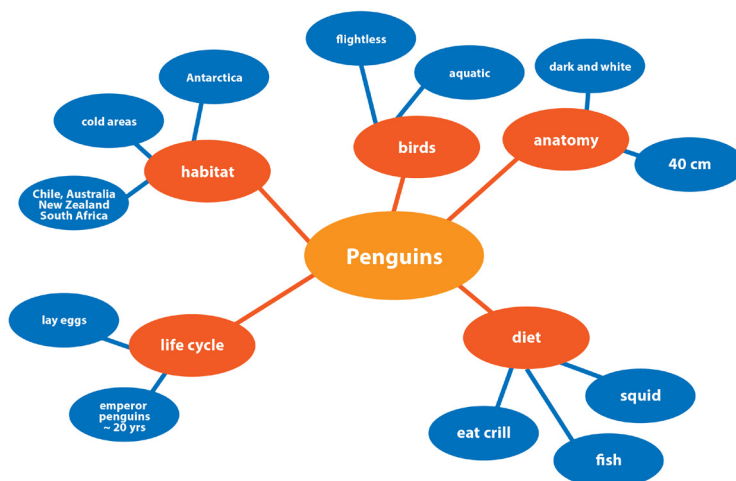 flightless
Antarctica
aquatic
dark and white
cold areas
birds
anatomy
habitat
40 cm
Chile, Australia
New Zealand
South Africa
Penguins
lay eggs
life cycle
diet
emperor
penguins
~ 20 yrs
squid
eat crill
fish